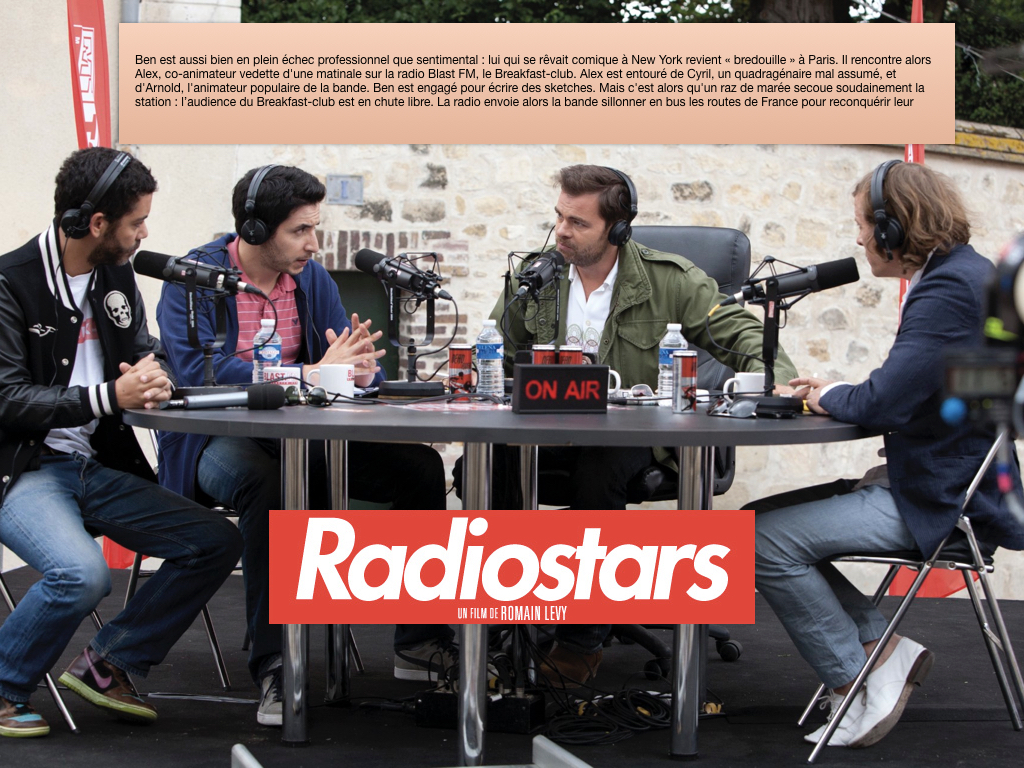 Ben est aussi bien en plein échec professionnel que sentimental : lui qui se rêvait comique à New York revient « bredouille » à Paris. Il rencontre alors
Alex, co-animateur vedette d'une matinale sur la radio Blast FM, le Breakfast-club. Alex est entouré de Cyril, un quadragénaire mal assumé, et
d'Arnold, l'animateur populaire de la bande. Ben est engagé pour écrire des sketches. Mais c'est alors qu'un raz de marée secoue soudainement la
station : l'audience du Breakfast-club est en chute libre. La radio envoie alors la bande sillonner en bus les routes de France pour reconquérir leur
ON AIR
Radiostars
UN FILM DE ROMAIN LEVY